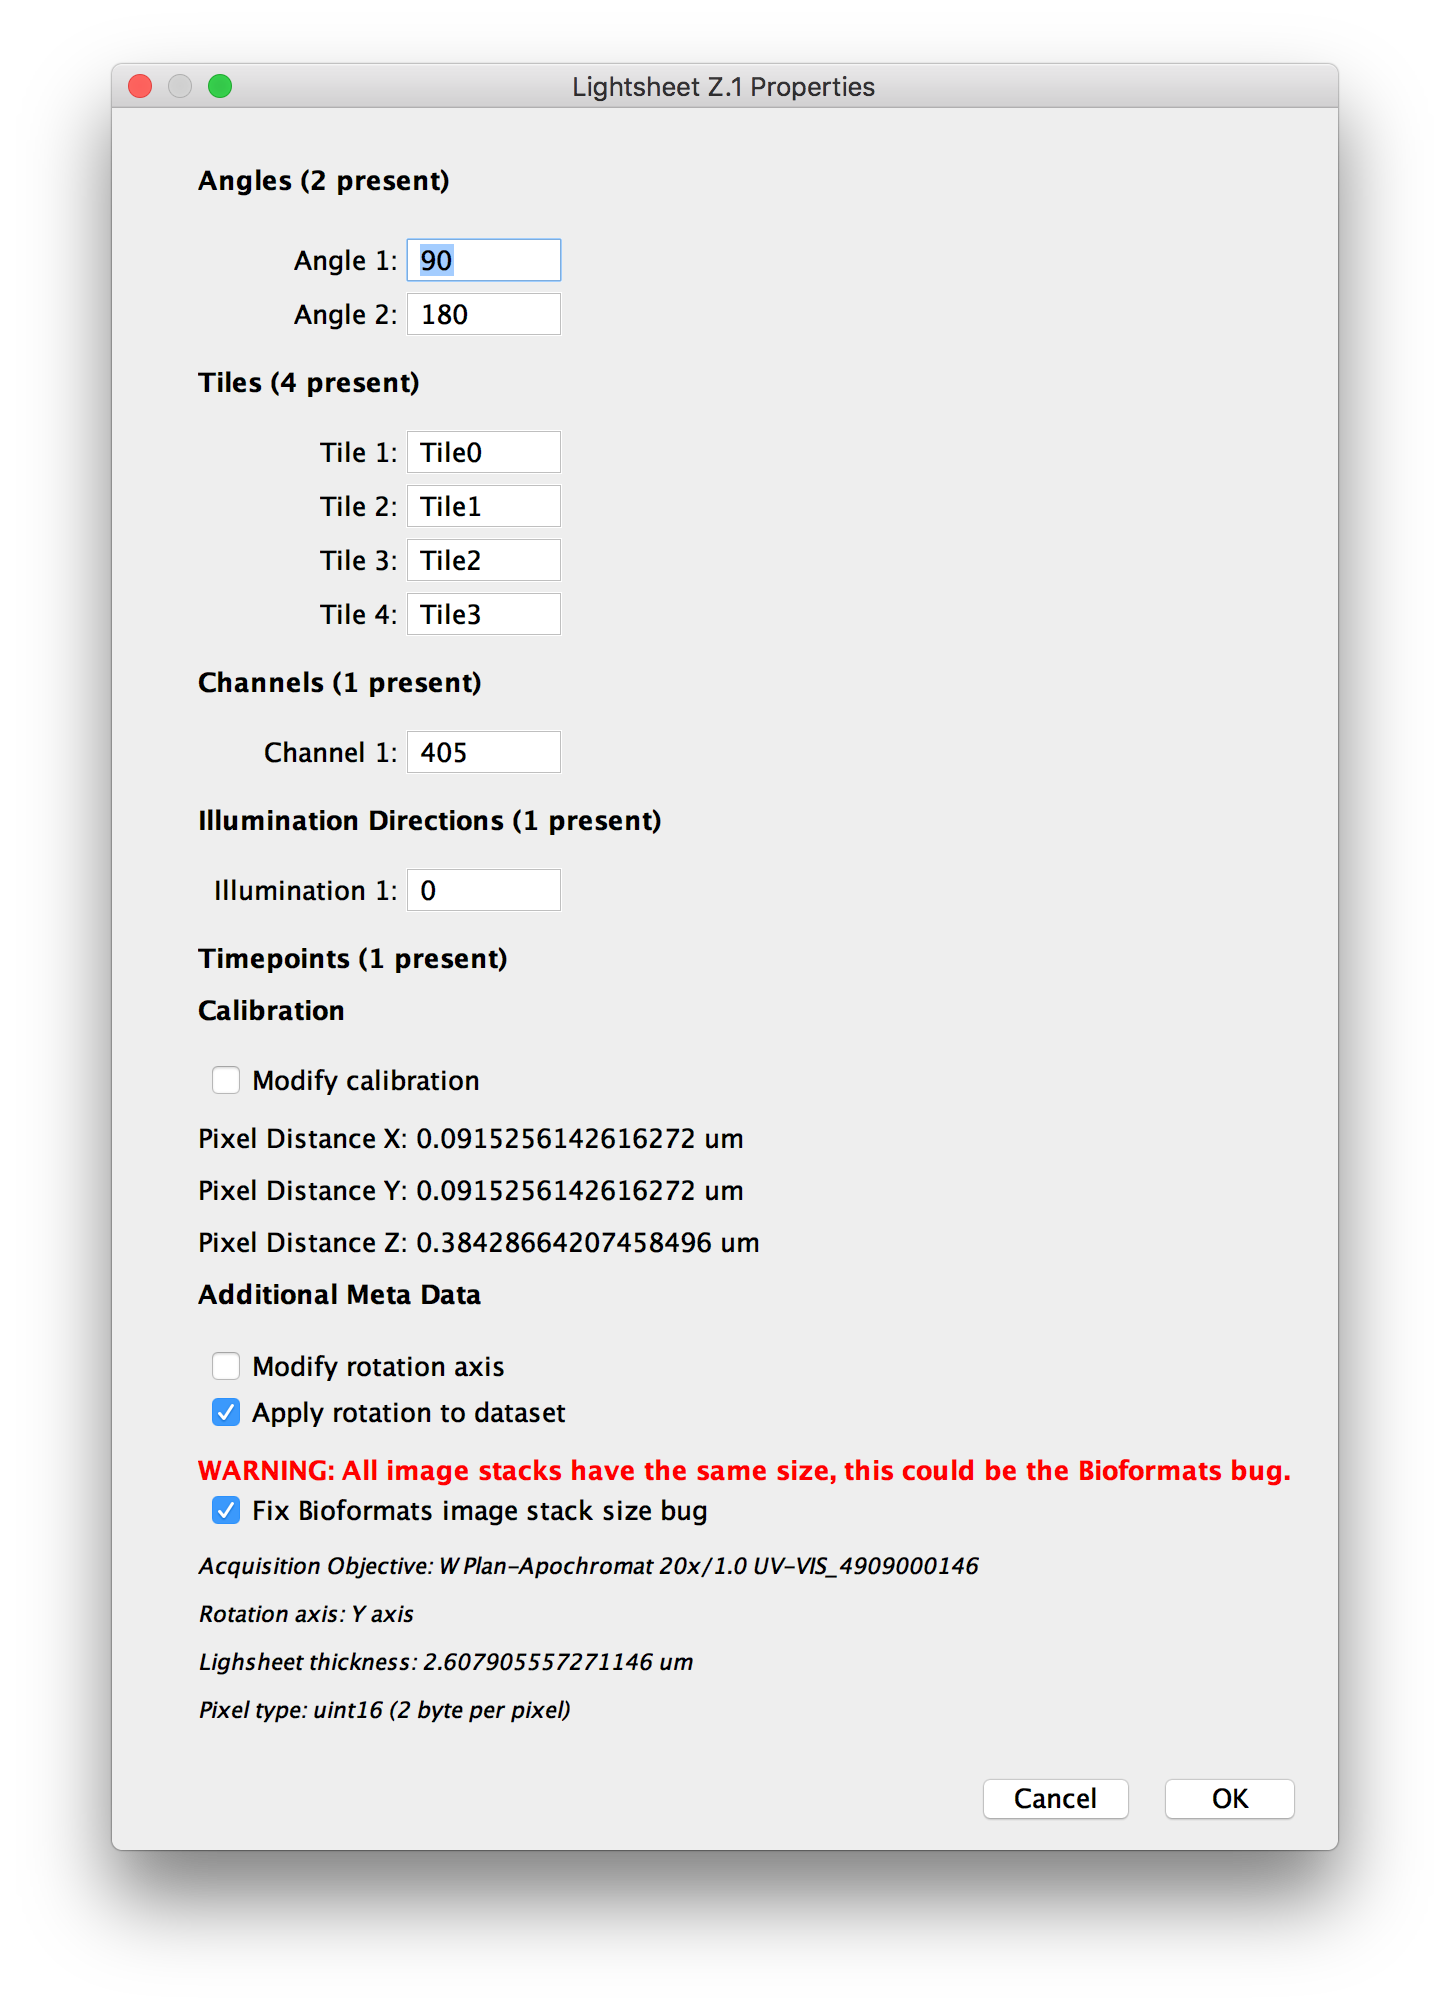 Lightsheet Z.1 Properties
Angles (2 present)
Angle 1: 90
Angle 2: 180
Tiles (4 present)
Tile 1: Tile0
Tile 2: Tile1
Tile 3: Tile2
Tile 4: Tile3
Channels (1 present)
Channel 1: 405
Illumination Directions (1 present)
Illumination 1: 0
Timepoints (1 present)
Calibration
Modify calibration
Pixel Distance X: 0.0915256142616272 um
Pixel Distance Y: 0.0915256142616272 um
Pixel Distance Z: 0.38428664207458496 um
Additional Meta Data
Modify rotation axis
Apply rotation to dataset
WARNING: All image stacks have the same size, this could be the Bioformats bug.
Fix Bioformats image stack size bug
Acquisition Objective: W Plan-Apochromat 20x/1.0 UV-VIS_4909000146
Rotation axis: Y axis
Lighsheet thickness: 2.607905557271146 um
Pixel type: uint16 (2 byte per pixel)
Cancel OK